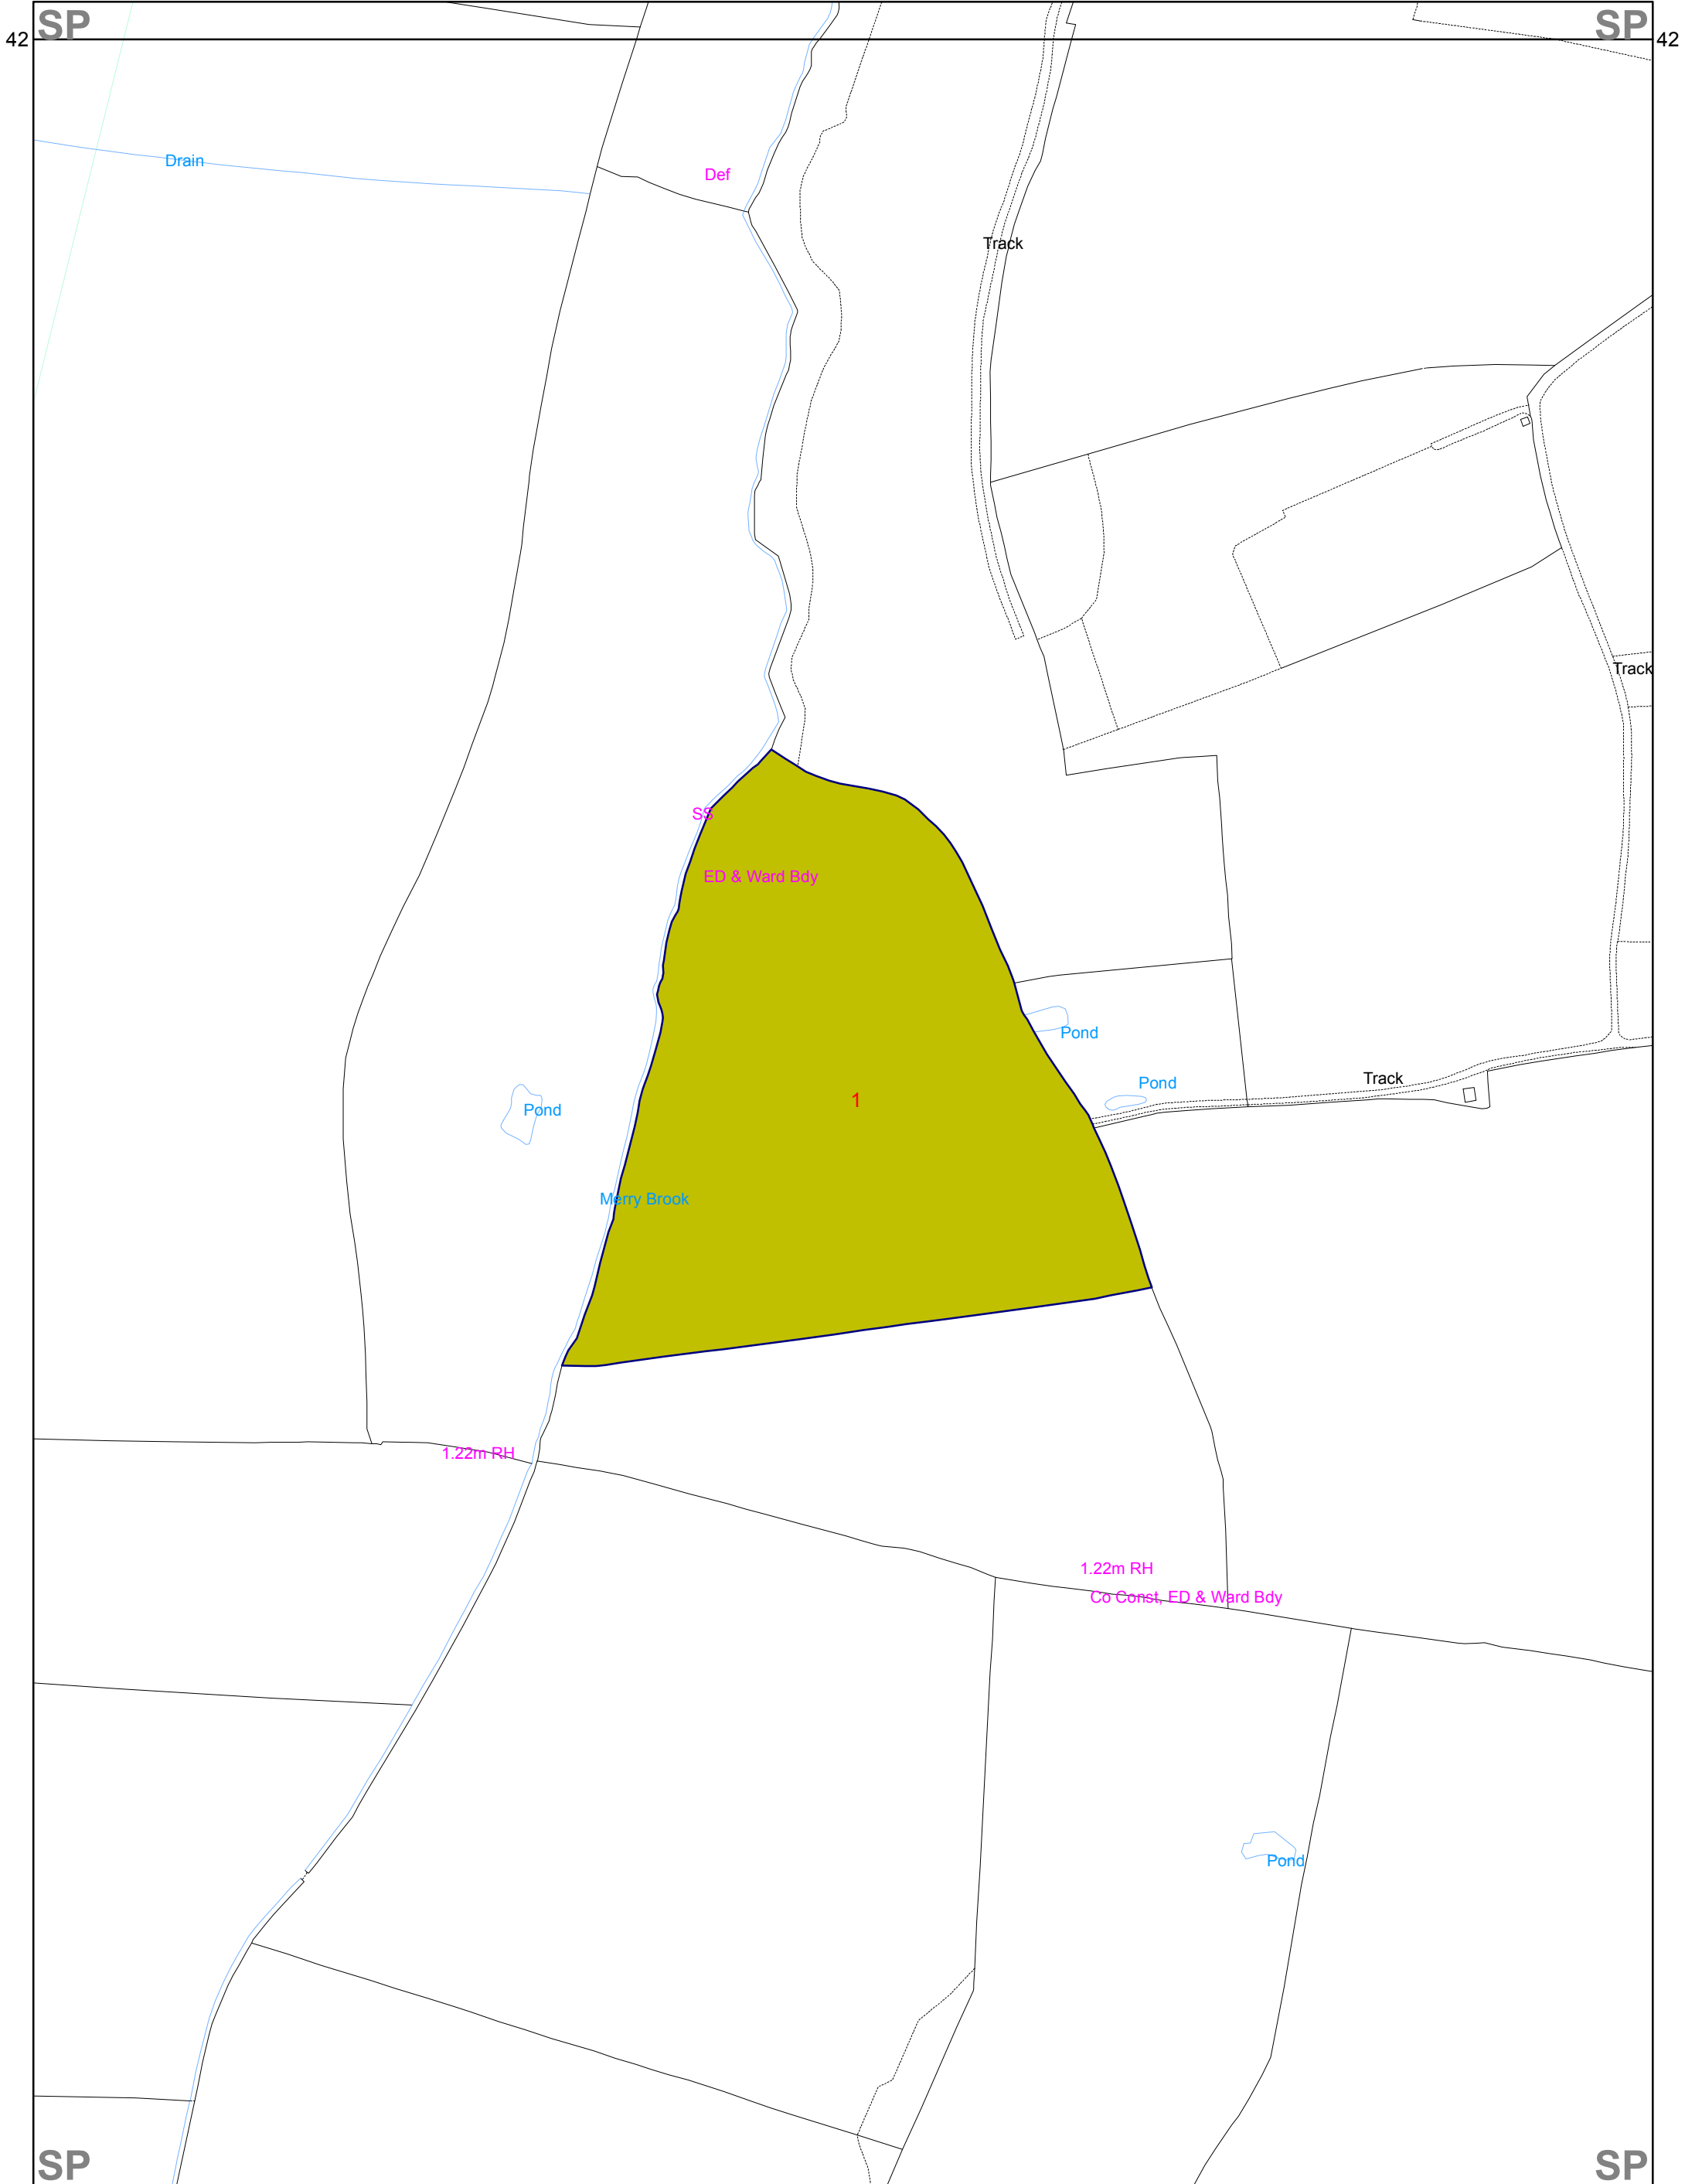 SP
SP
42
42
Drain
Def
Track
Track
SS
ED & Ward Bdy
Pond
Pond
Track
Pond
1
Merry Brook
1.22m RH
1.22m RH
Co Const, ED & Ward Bdy
Pond
SP
SP